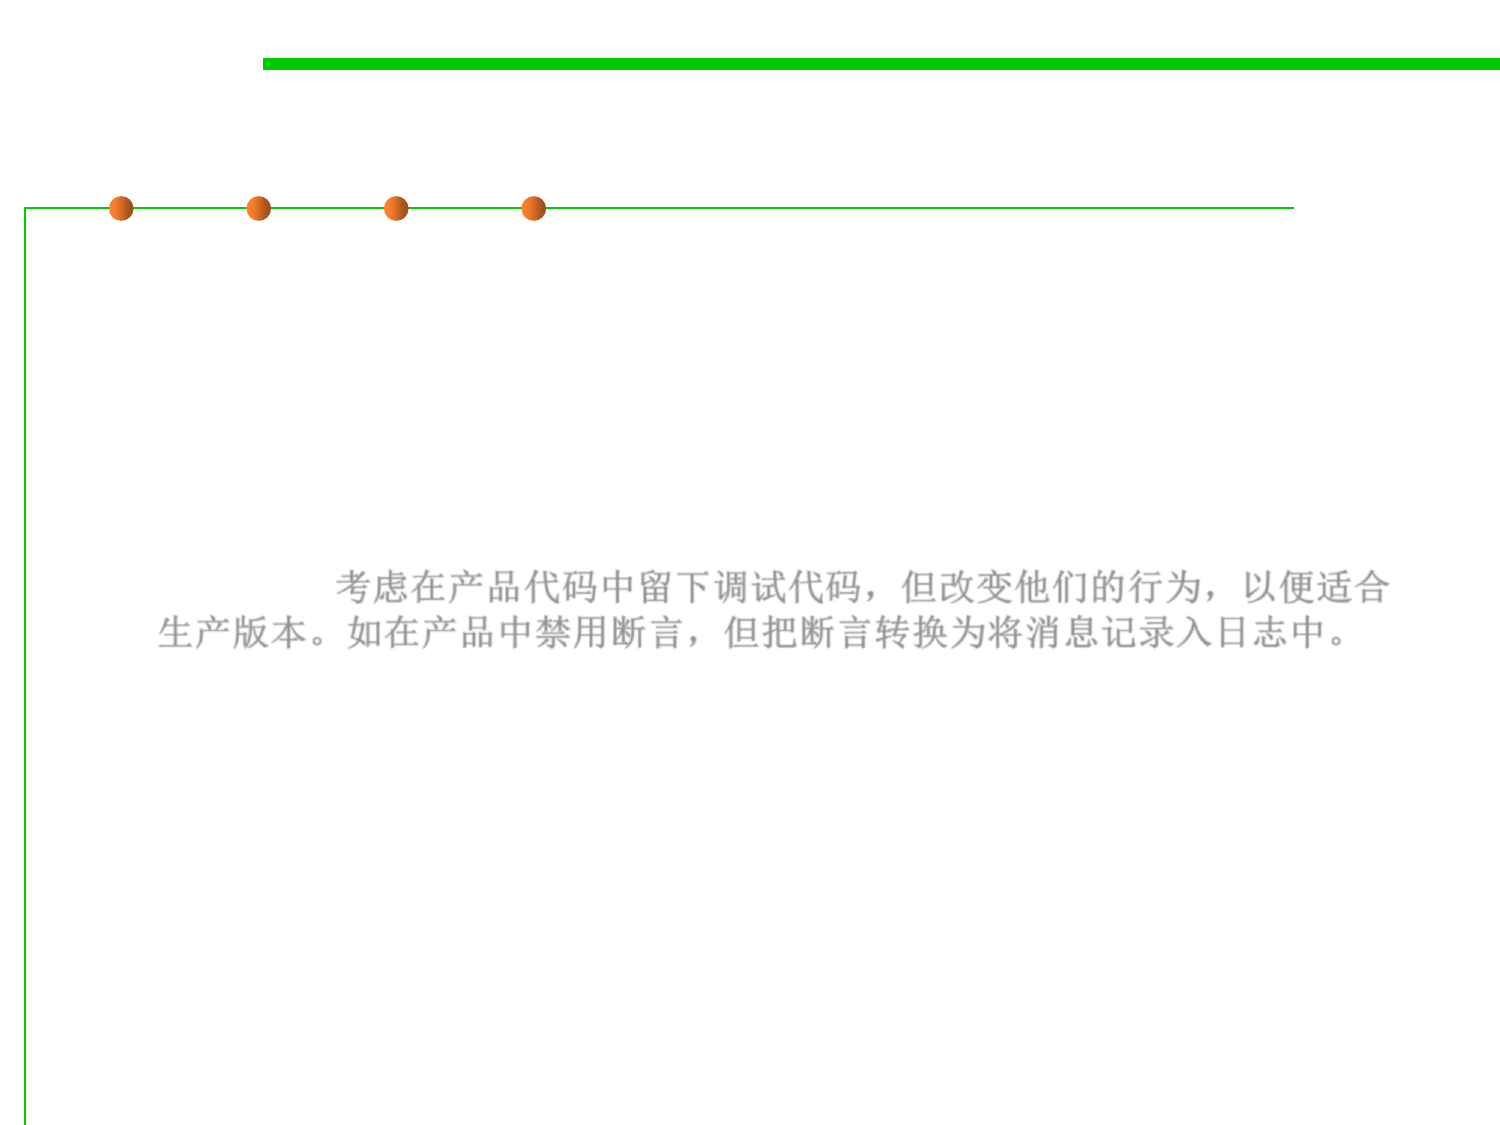 考虑在产品代码中留下调试代码，但改变他们的行为，以便适合
生产版本。如在产品中禁用断言，但把断言转换为将消息记录入日志中。